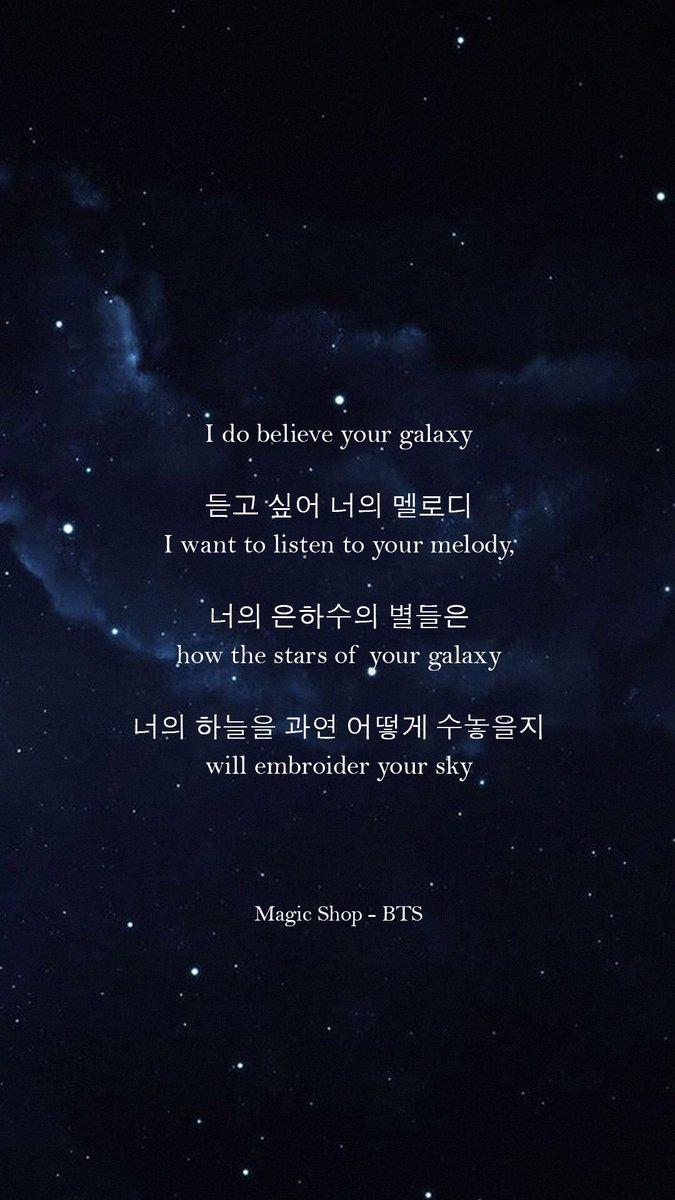 I do believe your galaxy
듣고 싶어 너의 멜로디
I want to listen to your melody,
너의 은하수의 별들은
how the stars of your galaxy
너의 하늘을 과연 어떻게 수놓을지
will embroider your sky
Magic Shop - BTS